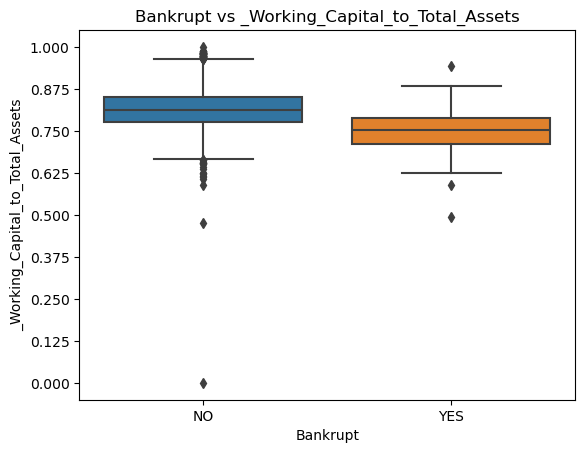 Bankrupt vs _Working_Capital_to_Total_Assets
_Working_Capital_to_Total_Assets
1.000
0.875
0.750
0.625
0.500
0.375
0.250
0.125
0.000
NO
YES
Bankrupt